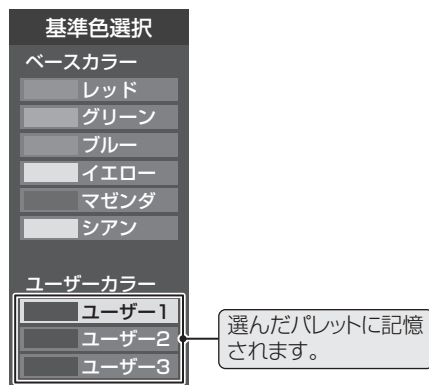 基準色選択
ベースカラー
レッド
グリーン
ブルー
イエロー
マゼンダ
シアン
ユーザーカラー
ユーザー1
ユーザー2
ユーザー3
選んだパレットに記憶
されます。